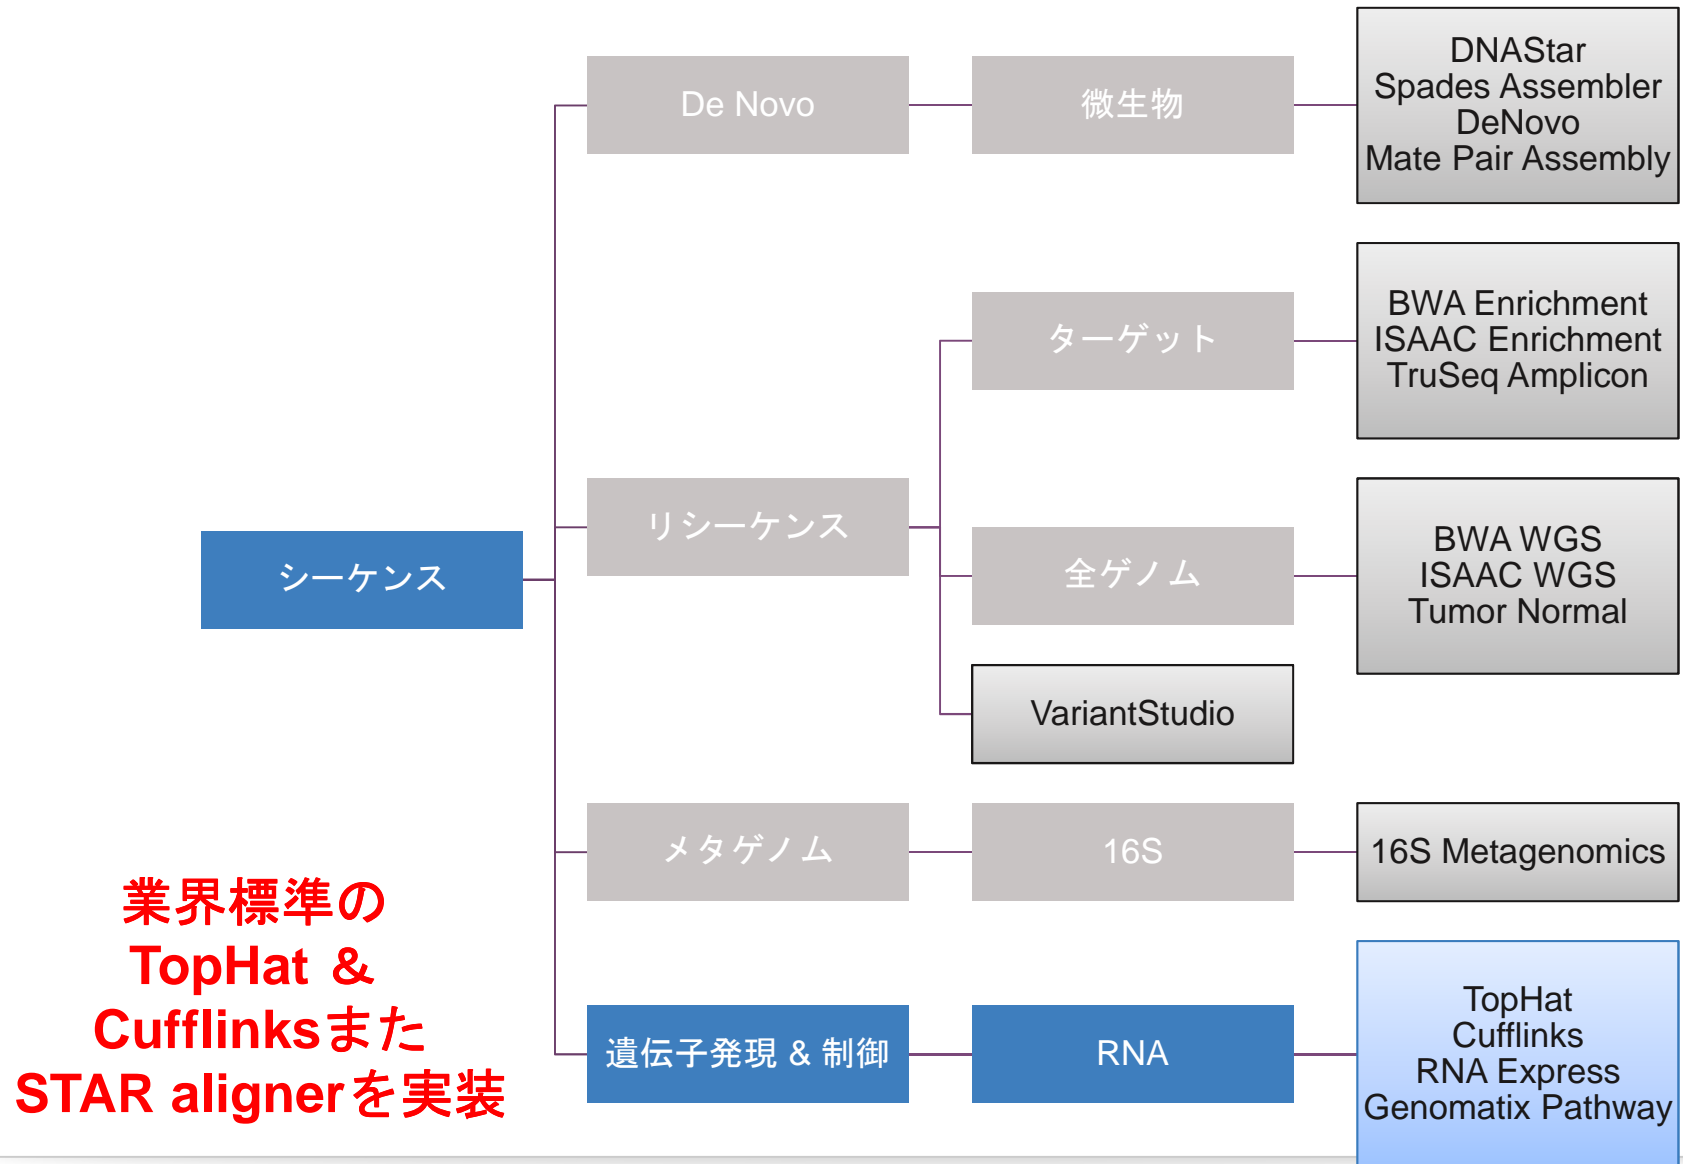 De Novo
微生物
DNAStar
Spades Assembler
DeNovo
Mate Pair Assembly
ターゲット
BWA Enrichment
ISAAC Enrichment
TruSeq Amplicon
シーケンス
リシーケンス
全ゲノム
BWA WGS
ISAAC WGS
Tumor Normal
VariantStudio
メタゲノム
16S
16S Metagenomics
業界標準の
TopHat &
Cufflinksまた
STAR alignerを実装
遺伝子発現 & 制御
RNA
TopHat
Cufflinks
RNA Express
Genomatix Pathway